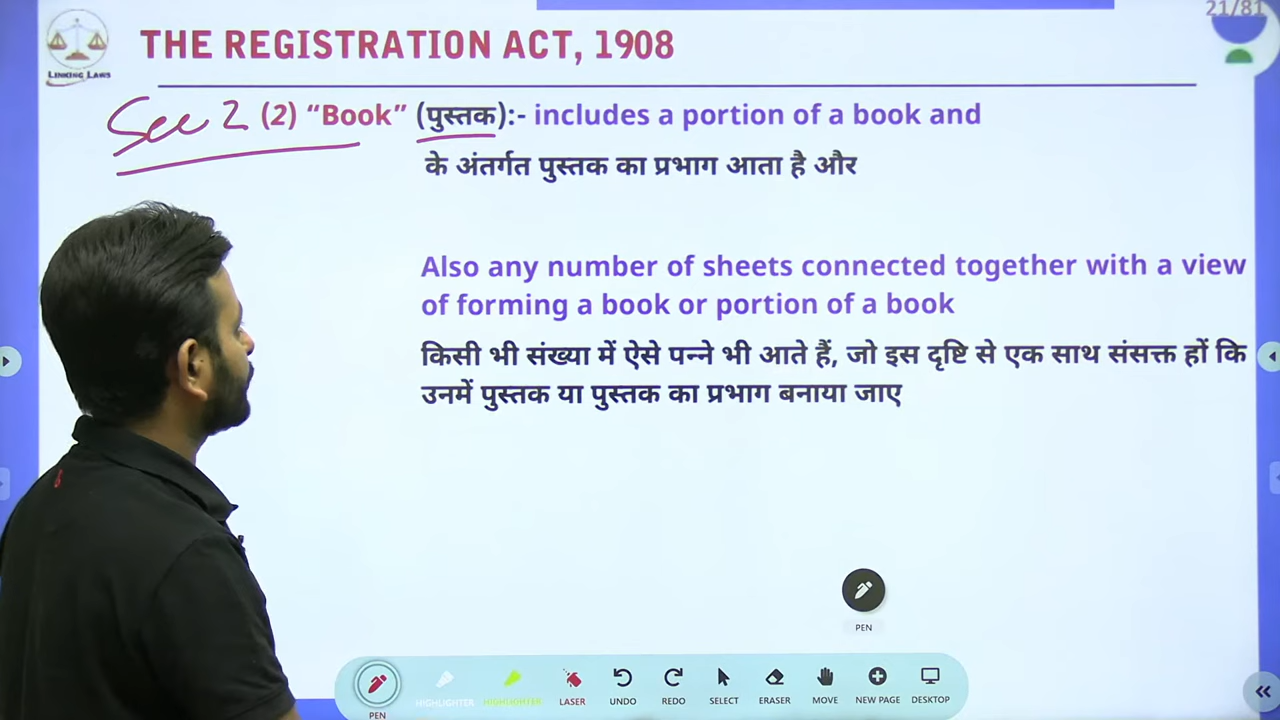 21/81
LINKING LAWS
THE REGISTRATION ACT, 1908
Sec 2 (2) “Book” (पुस्तक):- includes a portion of a book and
के अंतर्गत पुस्तक का प्रभाग आता है और
Also any number of sheets connected together with a view
of forming a book or portion of a book
किसी भी संख्या में ऐसे पन्ने भी आते हैं, जो इस दृष्टि से एक साथ संसक्त हों कि
उनमें पुस्तक या पुस्तक का प्रभाग बनाया जाए
PEN
PEN HIGHLIGHTER HIGHLIGHTER LASER UNDO REDO SELECT ERASER MOVE NEW PAGE DESKTOP